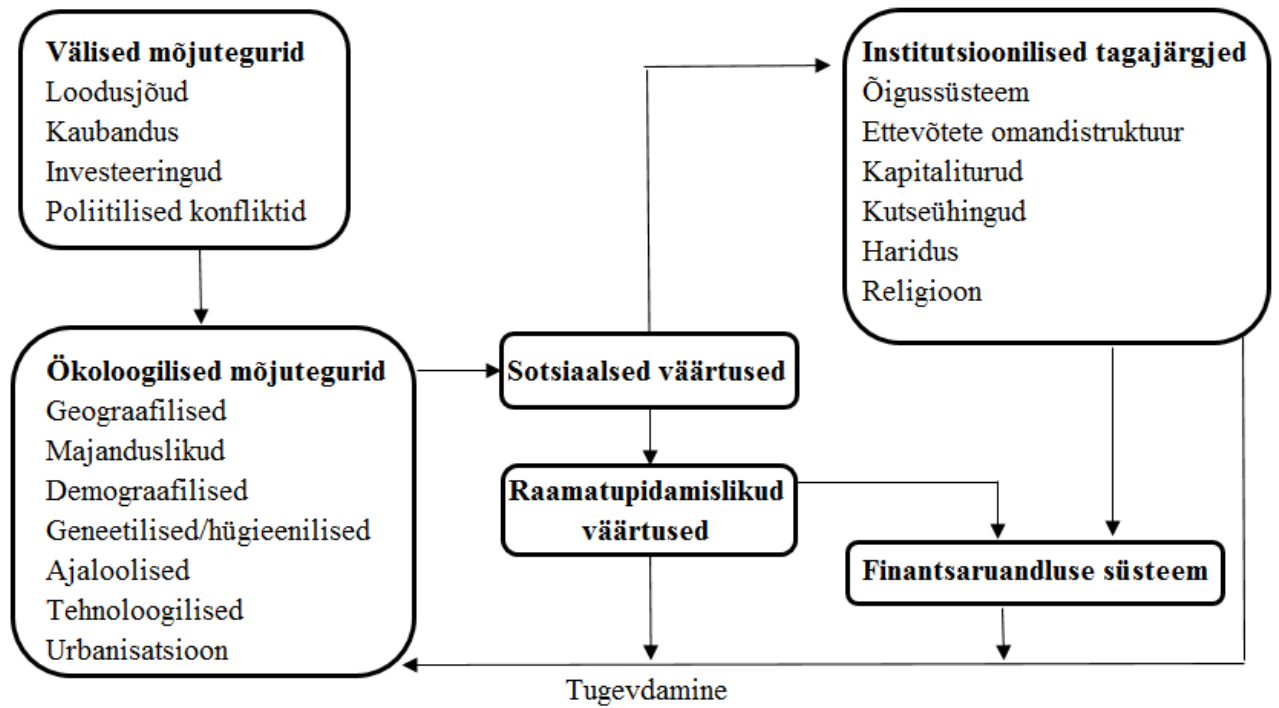 Välised mõjutegurid
Loodusjõud
Kaubandus
Investeeringud
Poliitilised konfliktid
Institutsioonilised tagajärgjed
Õigussüsteem
Ettevõtete omandistruktuur
Kapitaliturud
Kutseühingud
Haridus
Religioon
Ökoloogilised mõjutegurid
Geograafilised
Majanduslikud
Demograafilised
Geneetilised/hügieenilised
Ajaloolised
Tehnoloogilised
Urbanisatsioon
Sotsiaalsed väärtused
Raamatupidamislikud
väärtused
Finantsaruandluse süsteem
Tugevdamine